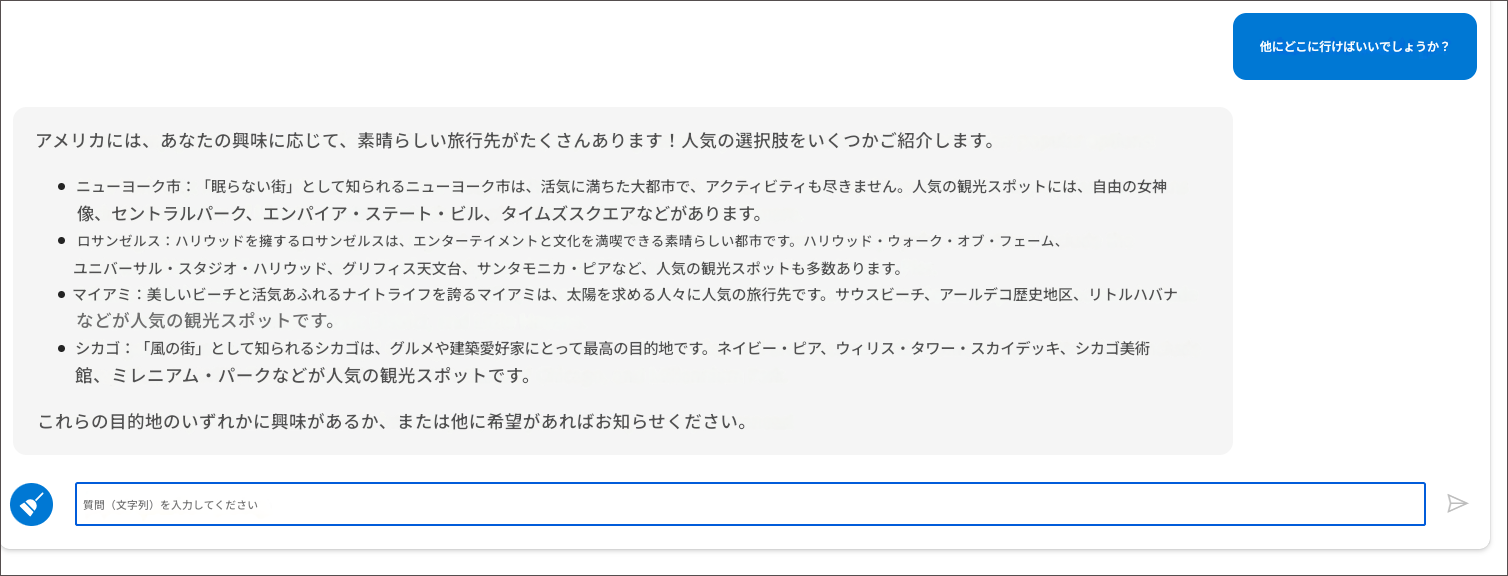 他にどこに行けばいいでしょうか？
アメリカには、あなたの興味に応じて、素晴らしい旅行先がたくさんあります！人気の選択肢をいくつかご紹介します。
• ニューヨーク市：「眠らない街」として知られるニューヨーク市は、活気に満ちた大都市で、アクティビティも尽きません。人気の観光スポットには、自由の女神
像、セントラルパーク、エンパイア・ステート・ビル、タイムズスクエアなどがあります。
• ロサンゼルス：ハリウッドを擁するロサンゼルスは、エンターテイメントと文化を満喫できる素晴らしい都市です。ハリウッド・ウォーク・オブ・フェーム、
ユニバーサル・スタジオ・ハリウッド、グリフィス天文台、サンタモニカ・ピアなど、人気の観光スポットも多数あります。
• マイアミ：美しいビーチと活気あふれるナイトライフを誇るマイアミは、太陽を求める人々に人気の旅行先です。サウスビーチ、アールデコ歴史地区、リトルハバナ
などが人気の観光スポットです。
• シカゴ：「風の街」として知られるシカゴは、グルメや建築愛好家にとって最高の目的地です。ネイビー・ピア、ウィリス・タワー・スカイデッキ、シカゴ美術
館、ミレニアム・パークなどが人気の観光スポットです。
これらの目的地のいずれかに興味があるか、または他に希望があればお知らせください。
質問（文字列）を入力してください